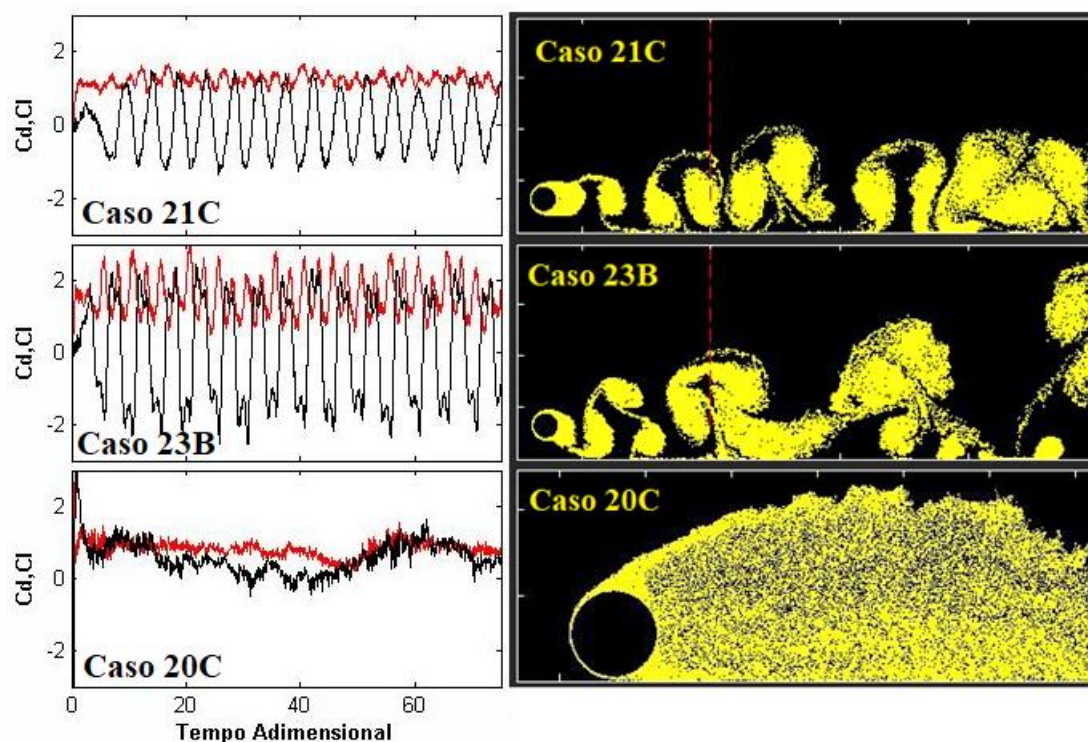 2
0
-2
Cd,Cl
Caso 21C
Caso 21C
2
0
-2
Cd,Cl
Caso 23B
Caso 23B
2
0
-2
Cd,Cl
Caso 20C
Caso 20C
0
20
40
60
Tempo Adimensional